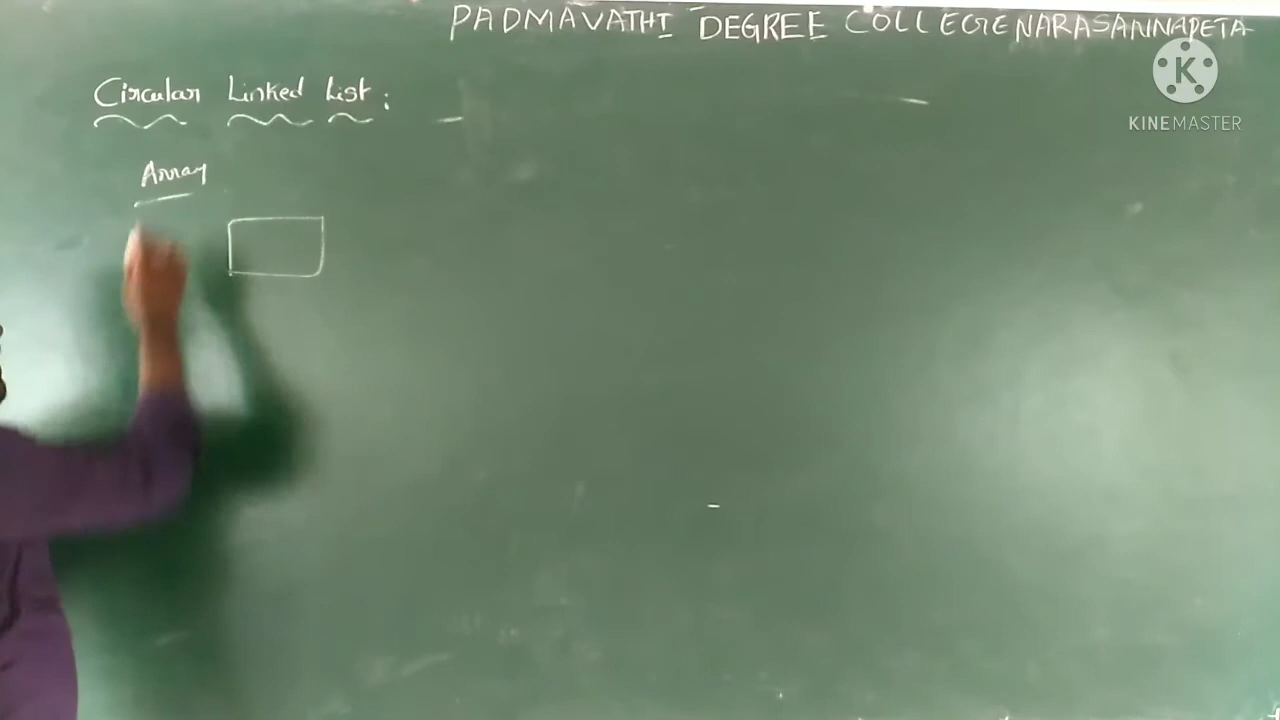 PADMAVATHI DEGREE COLLEGE NARASANNAPETA
KINEMASTER
Circular Linked List :
Array